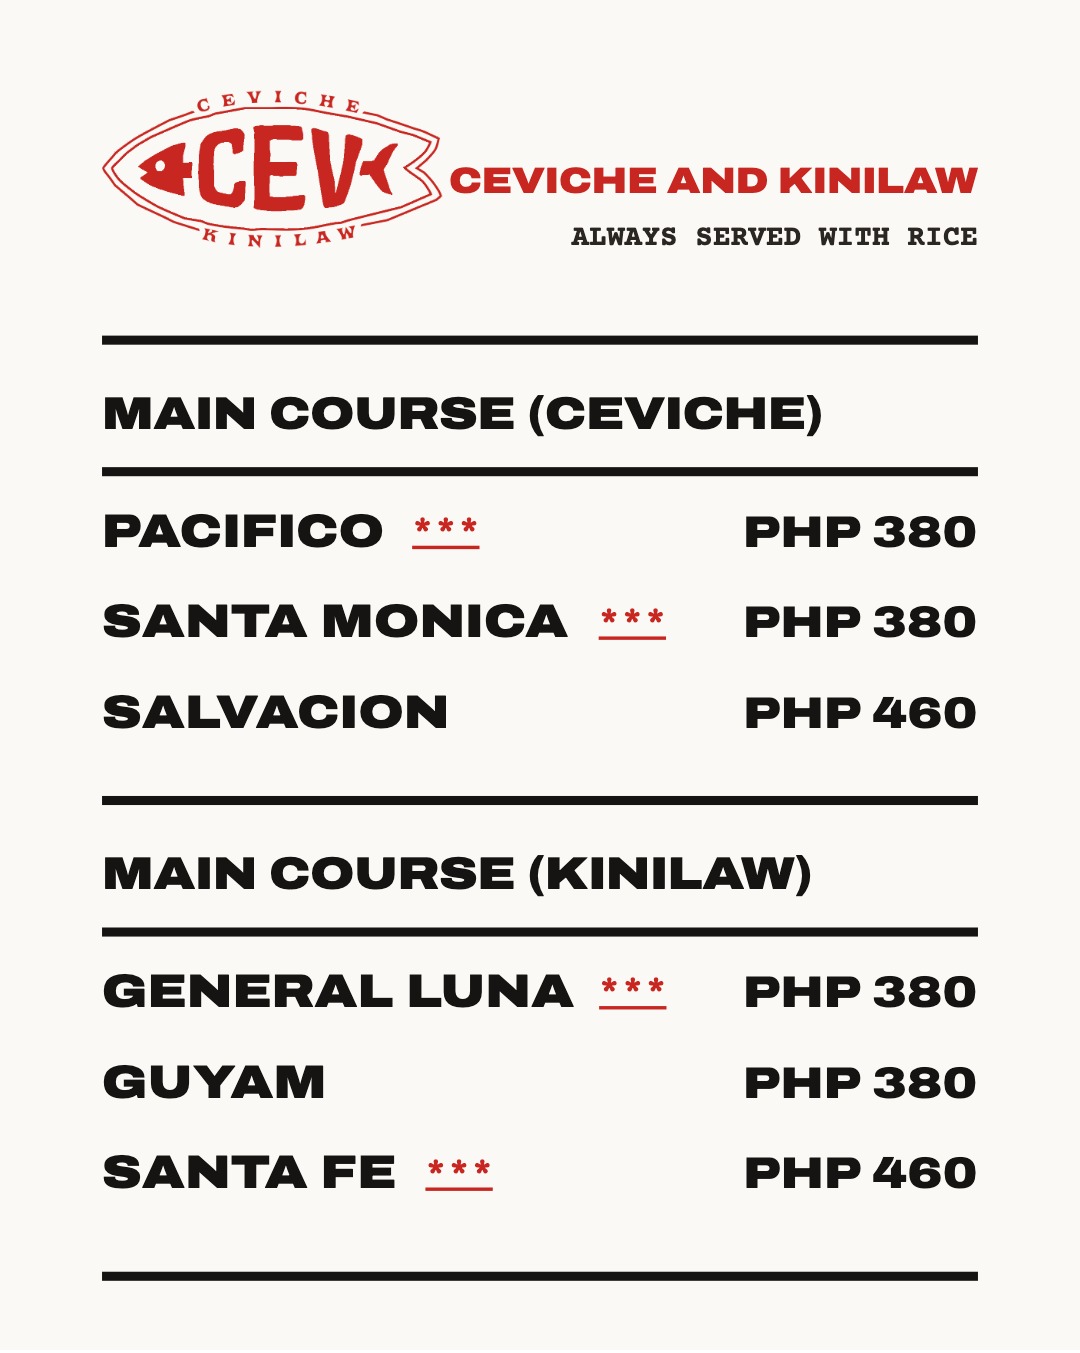 CEVICHE
CEV
KINILAW
CEVICHE AND KINILAW
ALWAYS SERVED WITH RICE
MAIN COURSE (CEVICHE)
PACIFICO *** PHP 380
SANTA MONICA *** PHP 380
SALVACION PHP 460
MAIN COURSE (KINILAW)
GENERAL LUNA *** PHP 380
GUYAM PHP 380
SANTA FE *** PHP 460